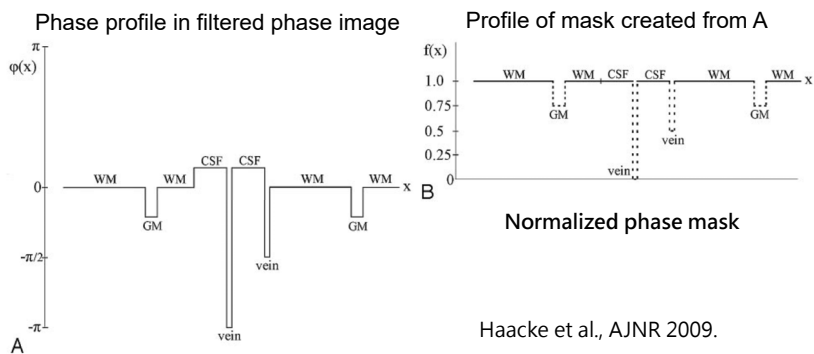 Phase profile in filtered phase image
π
φ(x)
CSF CSF
WM WM WM WM x
0
GM GM
-π/2
vein
-π
vein
A
Profile of mask created from A
f(x)
WM WM CSF CSF WM WM
1.0 x
0.75
GM GM
0.5
vein
0.25
vein
0
B
Normalized phase mask
Haacke et al., AJNR 2009.